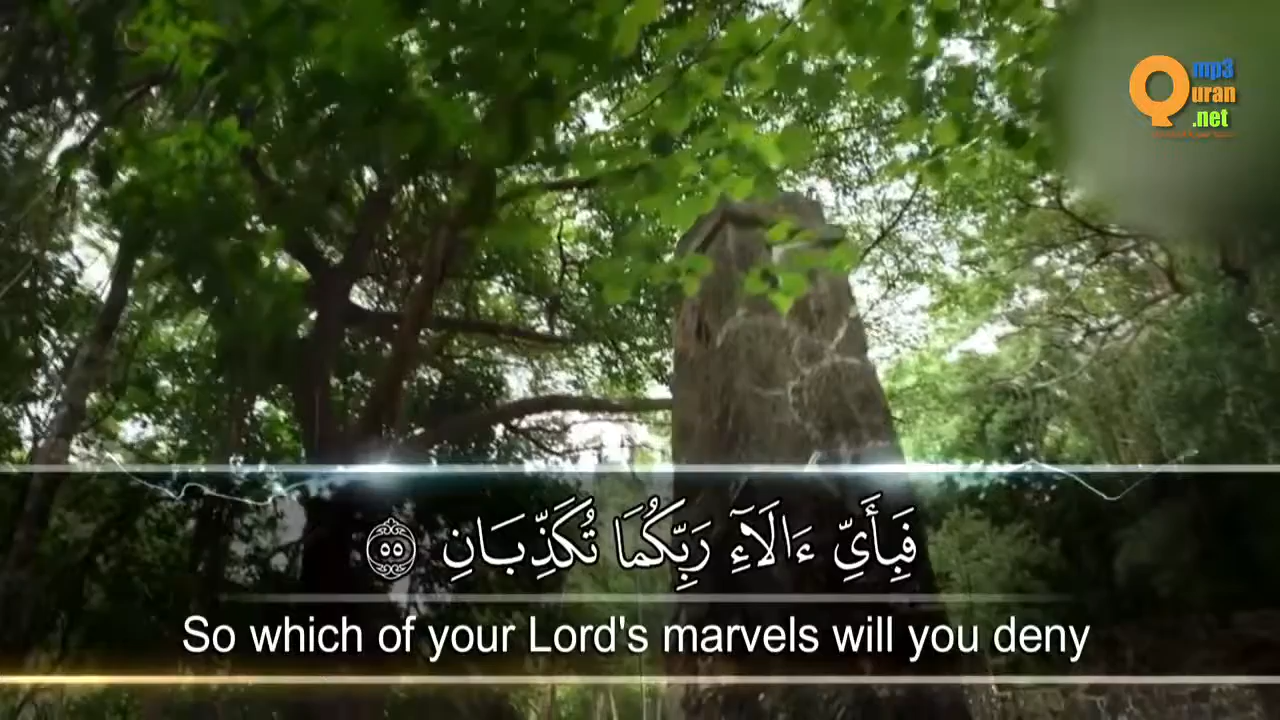 mp3
Quran
.net
فَبِأَيِّ ءَالَآءِ رَبِّكُمَا تُكَذِّبَانِ ٥٥
So which of your Lord's marvels will you deny